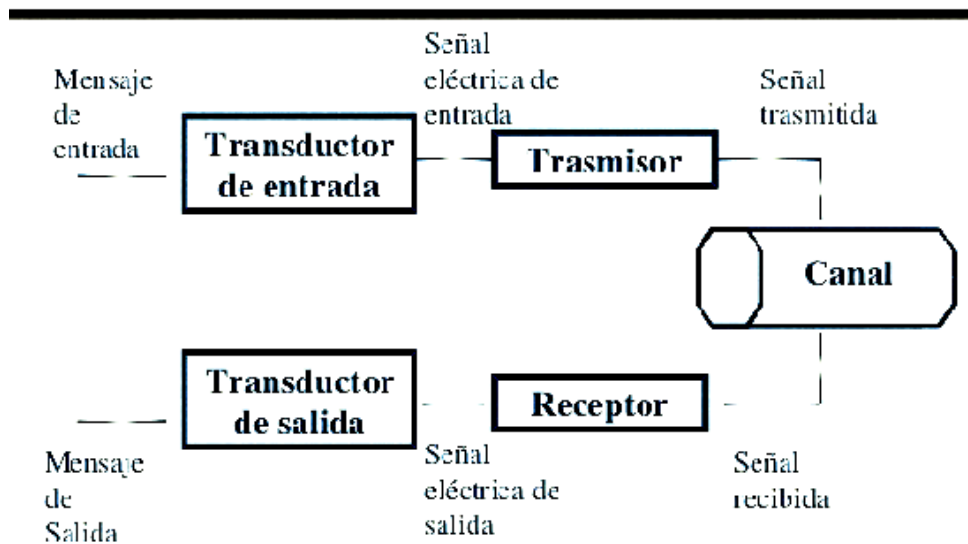 Mensaje
de
entrada
Transductor
de entrada
Señal
eléctrica de
entrada
Trasmisor
Señal
trasmitida
Canal
Transductor
de salida
Receptor
Mensaje
de
Salida
Señal
eléctrica de
salida
Señal
recibida